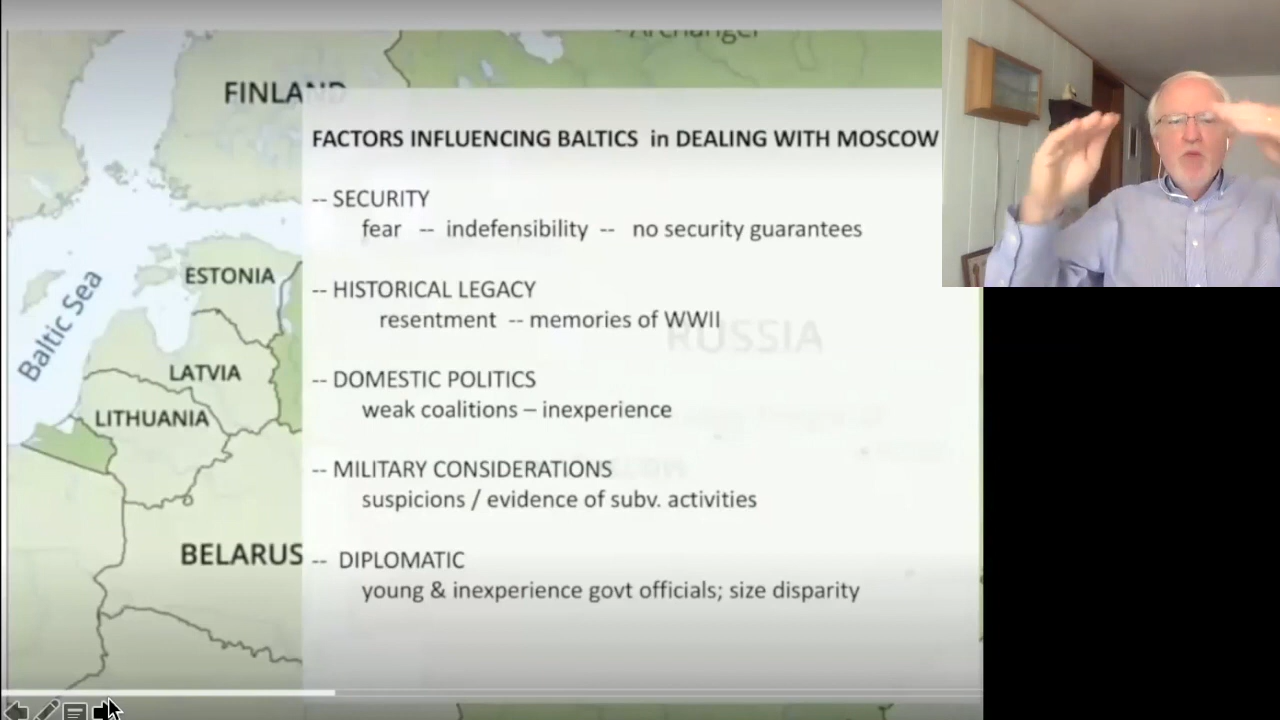 Archangel
FINLAND
FACTORS INFLUENCING BALTICS in DEALING WITH MOSCOW
-- SECURITY
fear -- indefensibility -- no security guarantees
ESTONIA
-- HISTORICAL LEGACY
resentment -- memories of WWII
Baltic Sea
RUSSIA
LATVIA
-- DOMESTIC POLITICS
weak coalitions – inexperience
LITHUANIA
-- MILITARY CONSIDERATIONS
suspicions / evidence of subv. activities
BELARUS
-- DIPLOMATIC
young & inexperience govt officials; size disparity